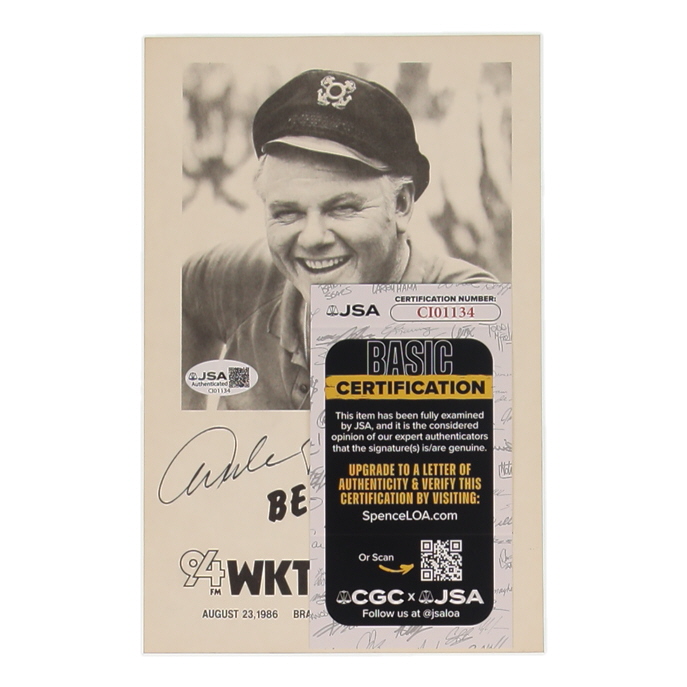 JSA
CERTIFICATION NUMBER:
CI01134
BASIC
CERTIFICATION
This item has been fully examined
by JSA, and it is the considered
opinion of our expert authenticators
that the signature(s) is/are genuine.
UPGRADE TO A LETTER OF
AUTHENTICITY & VERIFY THIS
CERTIFICATION BY VISITING:
SpenceLOA.com
Or Scan
CGC x JSA
Follow us at @jsaloa
JSA
Authenticated
CI01134
BE
94 WKT
FM
AUGUST 23,1986 BRA